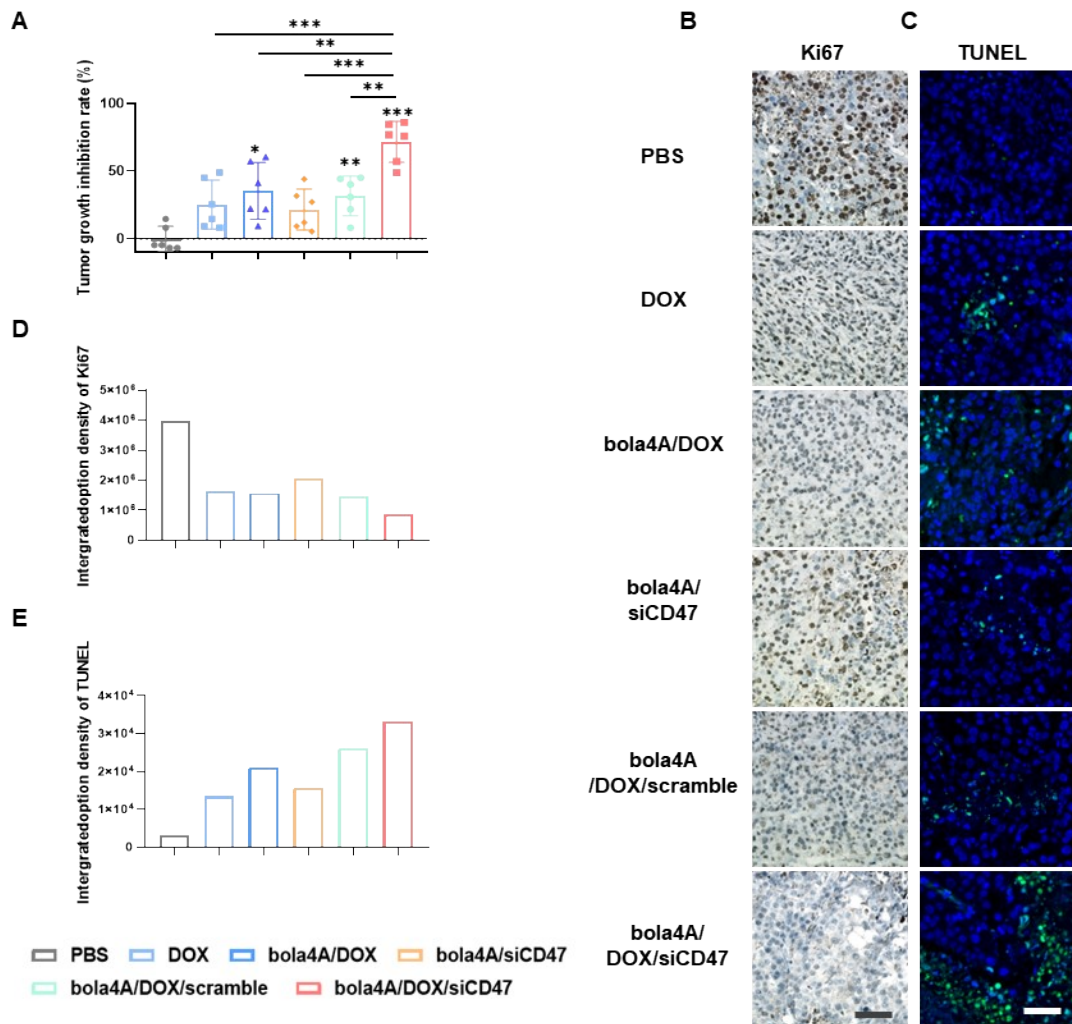 A
B
C
Ki67
TUNEL
***
**
***
**
***
*
**
Tumor growth inhibition rate (%)
100
50
0
PBS
DOX
bola4A/DOX
bola4A/
siCD47
bola4A
/DOX/scramble
bola4A/
DOX/siCD47
D
Intergratedoption density of Ki67
5×10⁶
4×10⁶
3×10⁶
2×10⁶
1×10⁶
0
E
Intergratedoption density of TUNEL
4×10⁴
3×10⁴
2×10⁴
1×10⁴
0
PBS
DOX
bola4A/DOX
bola4A/siCD47
bola4A/DOX/scramble
bola4A/DOX/siCD47